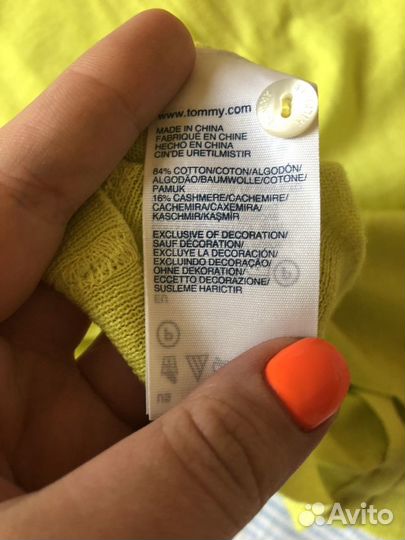 www.tommy.com
MADE IN CHINA
FABRIQUE EN CHINE
HECHO EN CHINA
CIN'DE URETILMISTIR
84% COTTON/COTON/ALGODÓN/
ALGODÃO/BAUMWOLLE/COTONE/
PAMUK
16% CASHMERE/CACHEMIRE/
CACHEMIRA/CAXEMIRA/
KASCHMIR/KAŞMİR
EXCLUSIVE OF DECORATION/
SAUF DÉCORATION/
EXCLUYE LA DECORACIÓN/
EXCLUINDO DECORAÇÃO/
OHNE DEKORATION/
ECCETTO DECORAZIONE/
SUSLEME HARICTIR
Avito